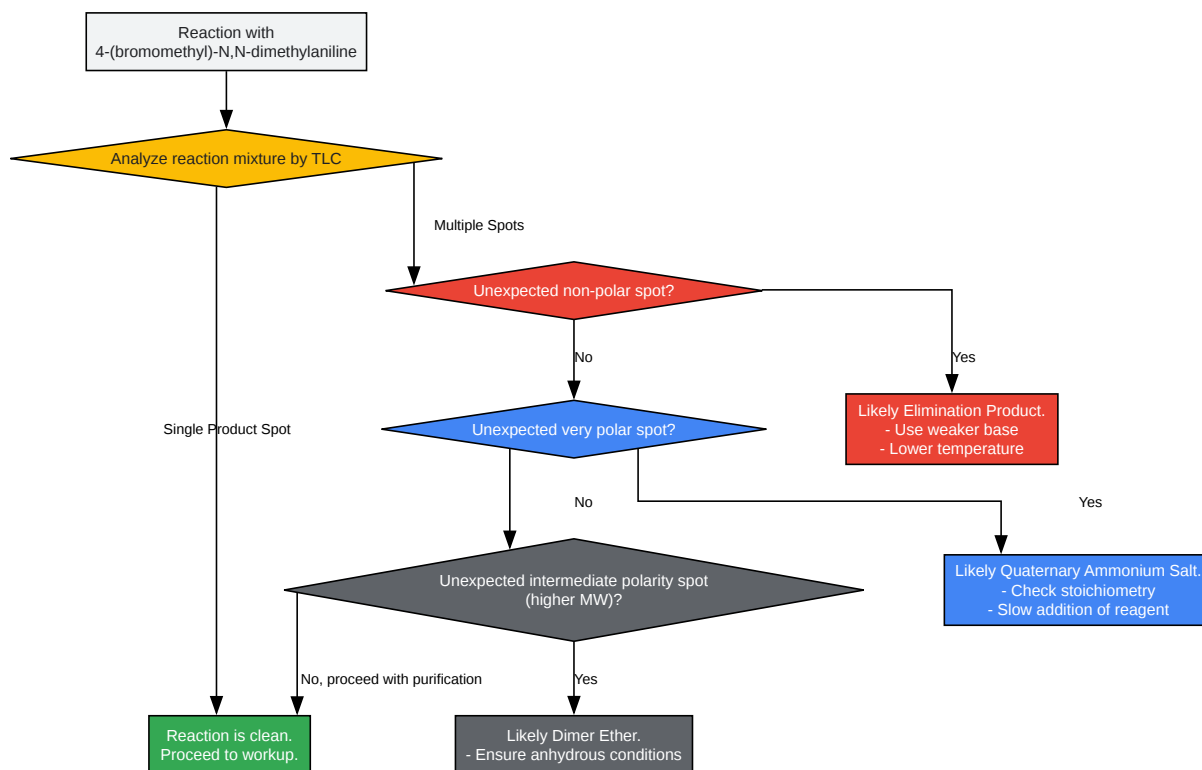 Reaction with
4-(bromomethyl)-N,N-dimethylaniline
Analyze reaction mixture by TLC
Multiple Spots
Unexpected non-polar spot?
No
Yes
Likely Elimination Product.
- Use weaker base
- Lower temperature
Single Product Spot
Unexpected very polar spot?
No
Yes
Likely Quaternary Ammonium Salt.
- Check stoichiometry
- Slow addition of reagent
Unexpected intermediate polarity spot
(higher MW)?
No, proceed with purification
Yes
Reaction is clean.
Proceed to workup.
Likely Dimer Ether.
- Ensure anhydrous conditions